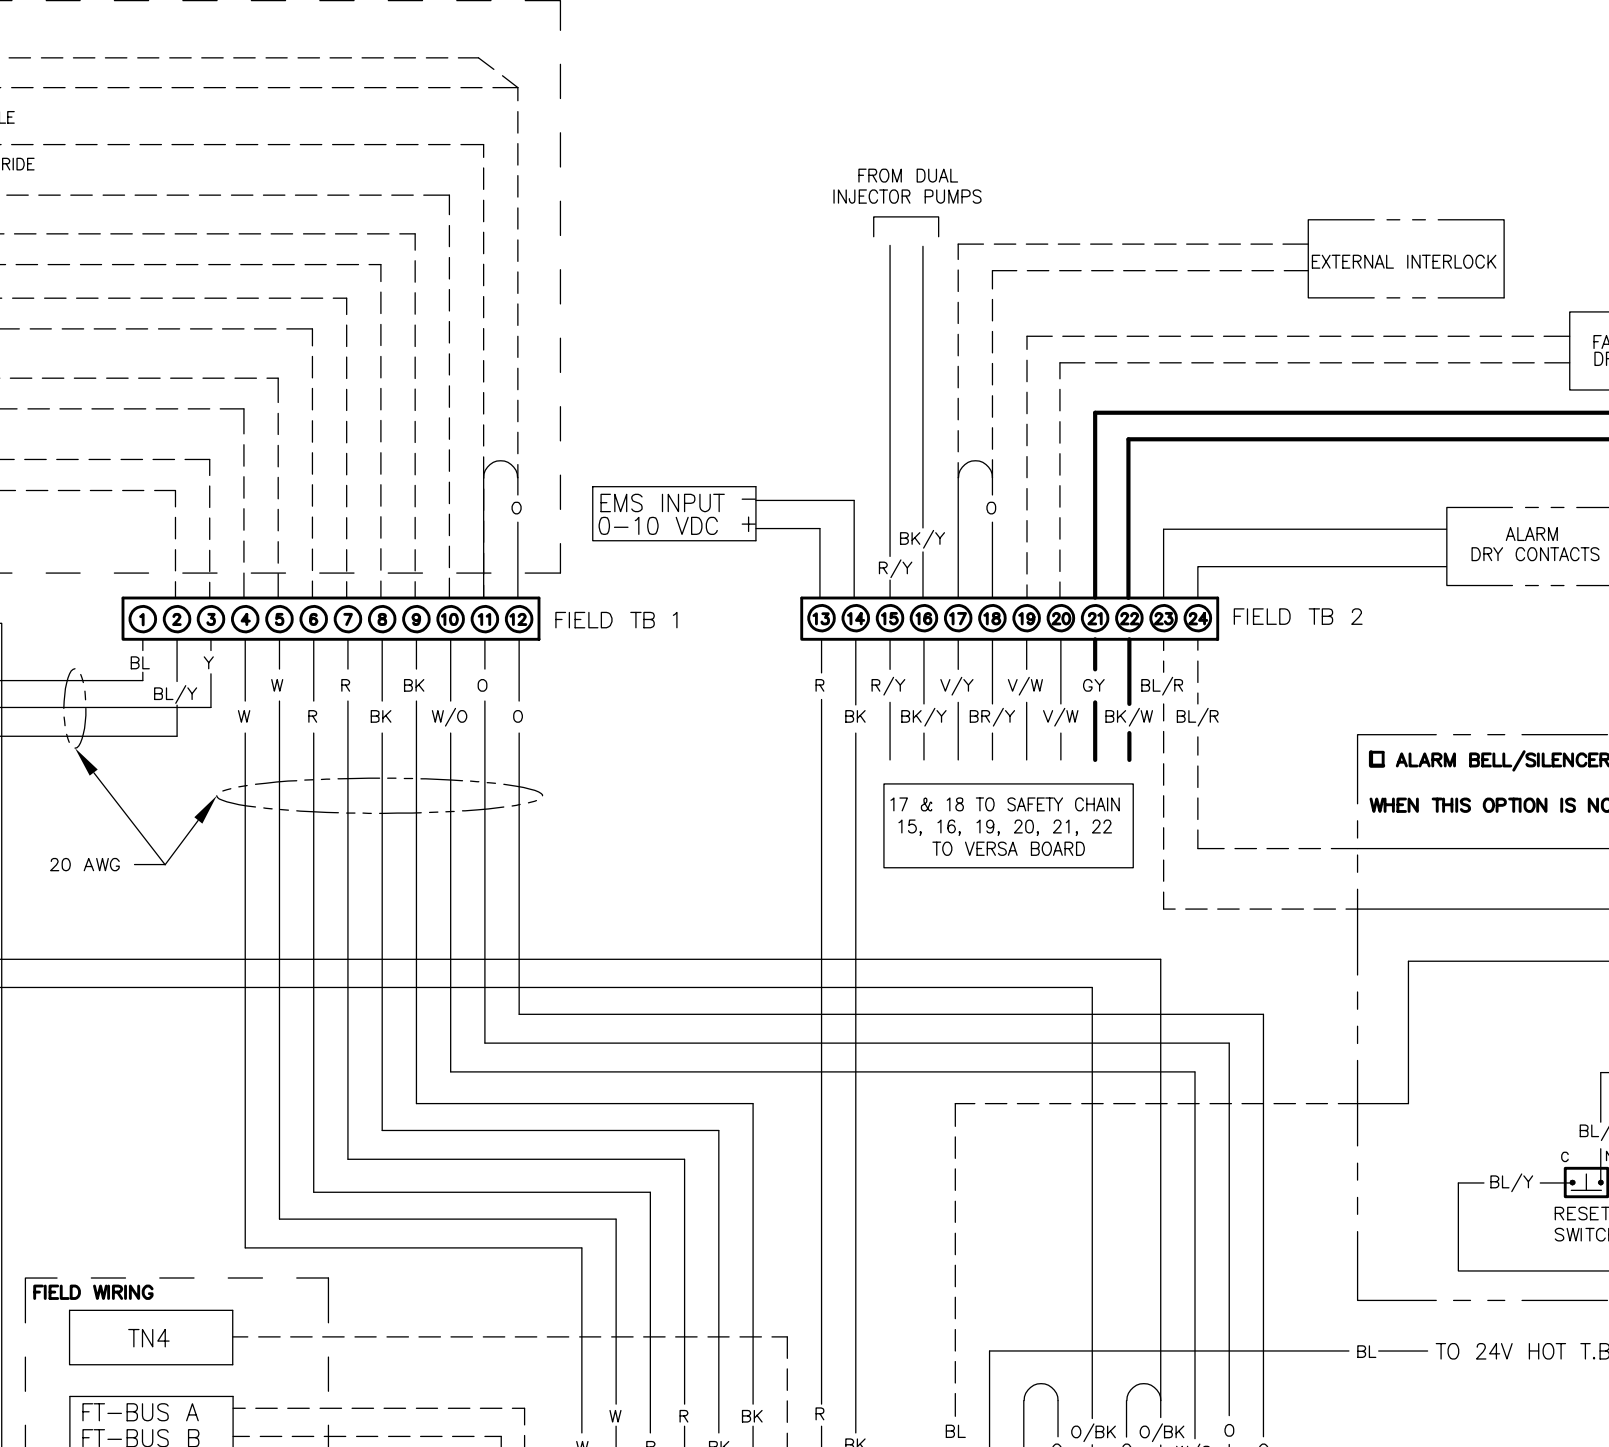 LE
RIDE
FROM DUAL
INJECTOR PUMPS
EXTERNAL INTERLOCK
FA
DR
EMS INPUT −
0−10 VDC +
O
O
BK/Y
R/Y
ALARM
DRY CONTACTS
1 2 3 4 5 6 7 8 9 10 11 12
FIELD TB 1
13 14 15 16 17 18 19 20 21 22 23 24
FIELD TB 2
BL Y
BL/Y
W R BK O
W R BK W/O O
R R/Y V/Y V/W GY BL/R
BK BK/Y BR/Y V/W BK/W BL/R
ALARM BELL/SILENCER
WHEN THIS OPTION IS NO
17 & 18 TO SAFETY CHAIN
15, 16, 19, 20, 21, 22
TO VERSA BOARD
20 AWG
BL/
C
BL/Y
RESET
SWITCH
FIELD WIRING
TN4
BL TO 24V HOT T.B
FT−BUS A
FT−BUS B
W R BK R BL O/BK O/BK O
W R BK BK O O O